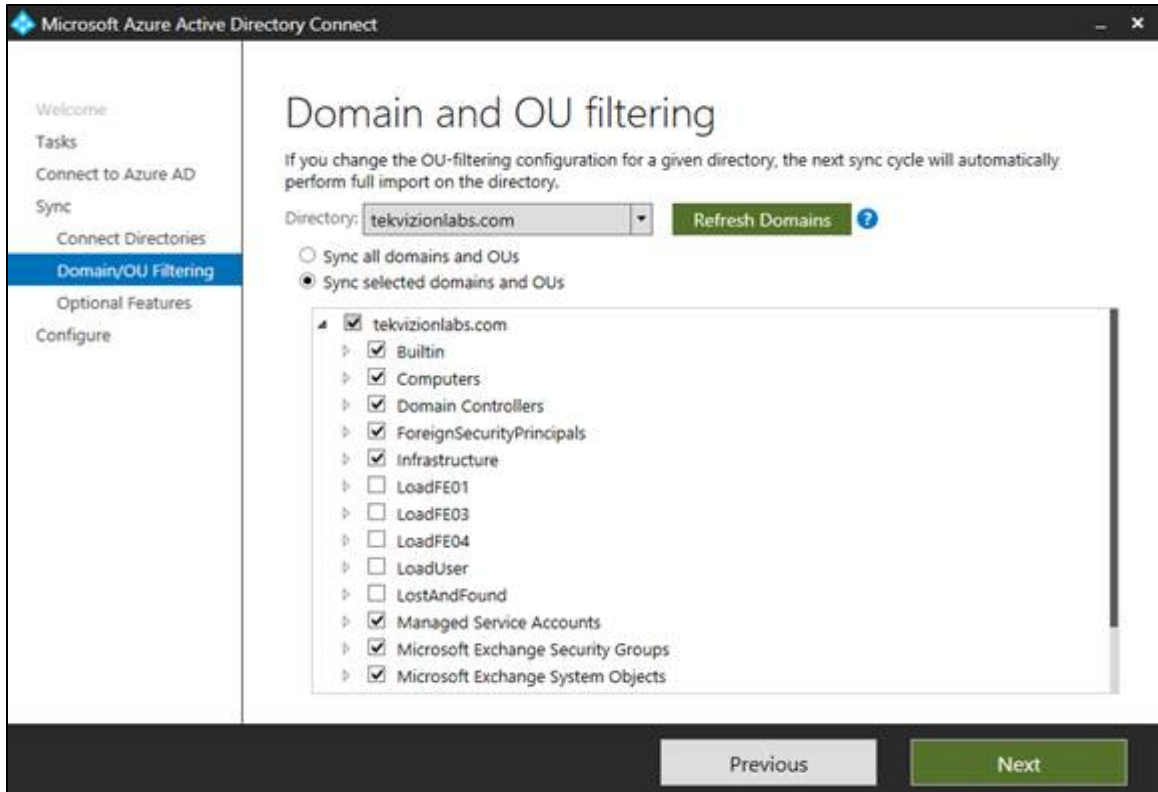 Microsoft Azure Active Directory Connect
Welcome
Tasks
Connect to Azure AD
Sync
Connect Directories
Domain/OU Filtering
Optional Features
Configure
Domain and OU filtering
If you change the OU-filtering configuration for a given directory, the next sync cycle will automatically
perform full import on the directory.
Directory: tekvizionlabs.com Refresh Domains ?
Sync all domains and OUs
Sync selected domains and OUs
tekvizionlabs.com
Builtin
Computers
Domain Controllers
ForeignSecurityPrincipals
Infrastructure
LoadFE01
LoadFE03
LoadFE04
LoadUser
LostAndFound
Managed Service Accounts
Microsoft Exchange Security Groups
Microsoft Exchange System Objects
Previous Next